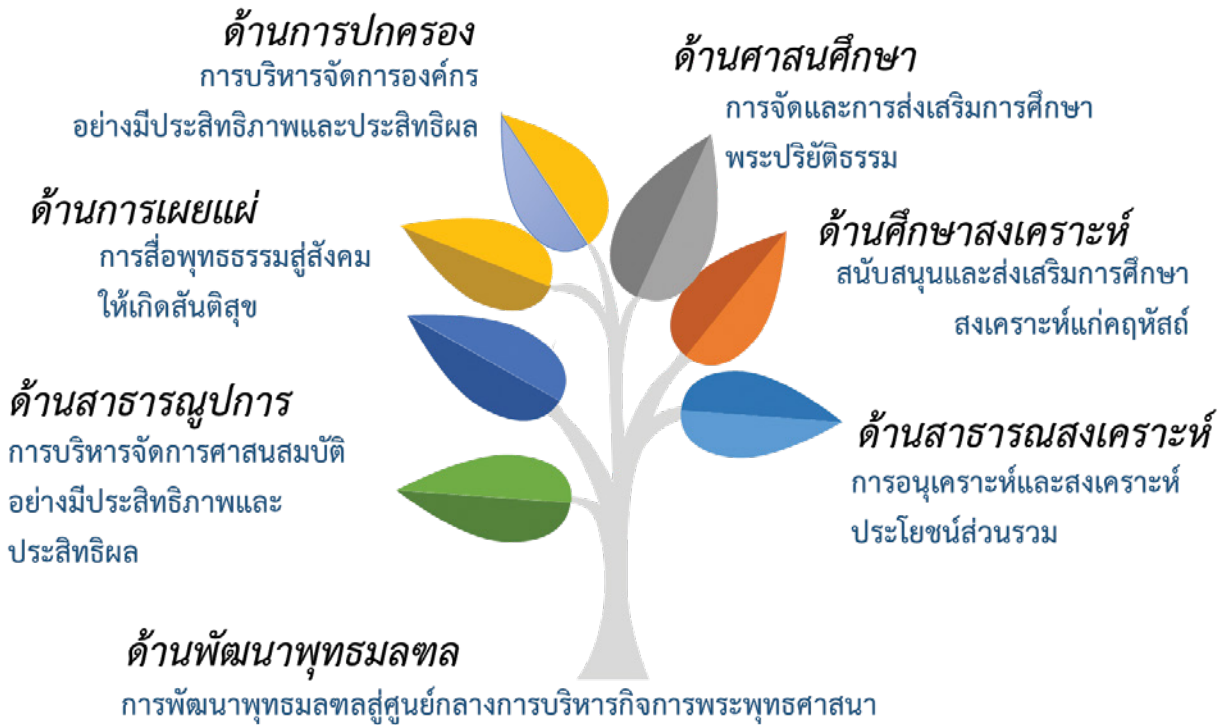 ด้านการปกครอง
การบริหารจัดการองค์กร
อย่างมีประสิทธิภาพและประสิทธิผล
ด้านศาสนศึกษา
การจัดและการส่งเสริมการศึกษา
พระปริยัติธรรม
ด้านการเผยแผ่
การสื่อพุทธธรรมสู่สังคม
ให้เกิดสันติสุข
ด้านศึกษาสงเคราะห์
สนับสนุนและส่งเสริมการศึกษา
สงเคราะห์แก่คฤหัสถ์
ด้านสาธารณูปการ
การบริหารจัดการศาสนสมบัติ
อย่างมีประสิทธิภาพและ
ประสิทธิผล
ด้านสาธารณสงเคราะห์
การอนุเคราะห์และสงเคราะห์
ประโยชน์ส่วนรวม
ด้านพัฒนาพุทธมลฑล
การพัฒนาพุทธมลฑลสู่ศูนย์กลางการบริหารกิจการพระพุทธศาสนา